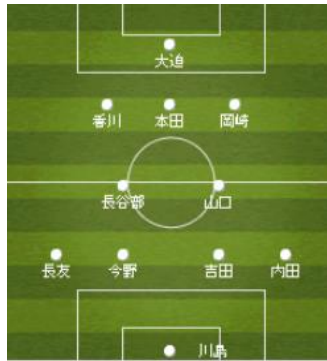 大迫
香川 本田 岡崎
長谷部 山口
長友 今野 吉田 内田
川島